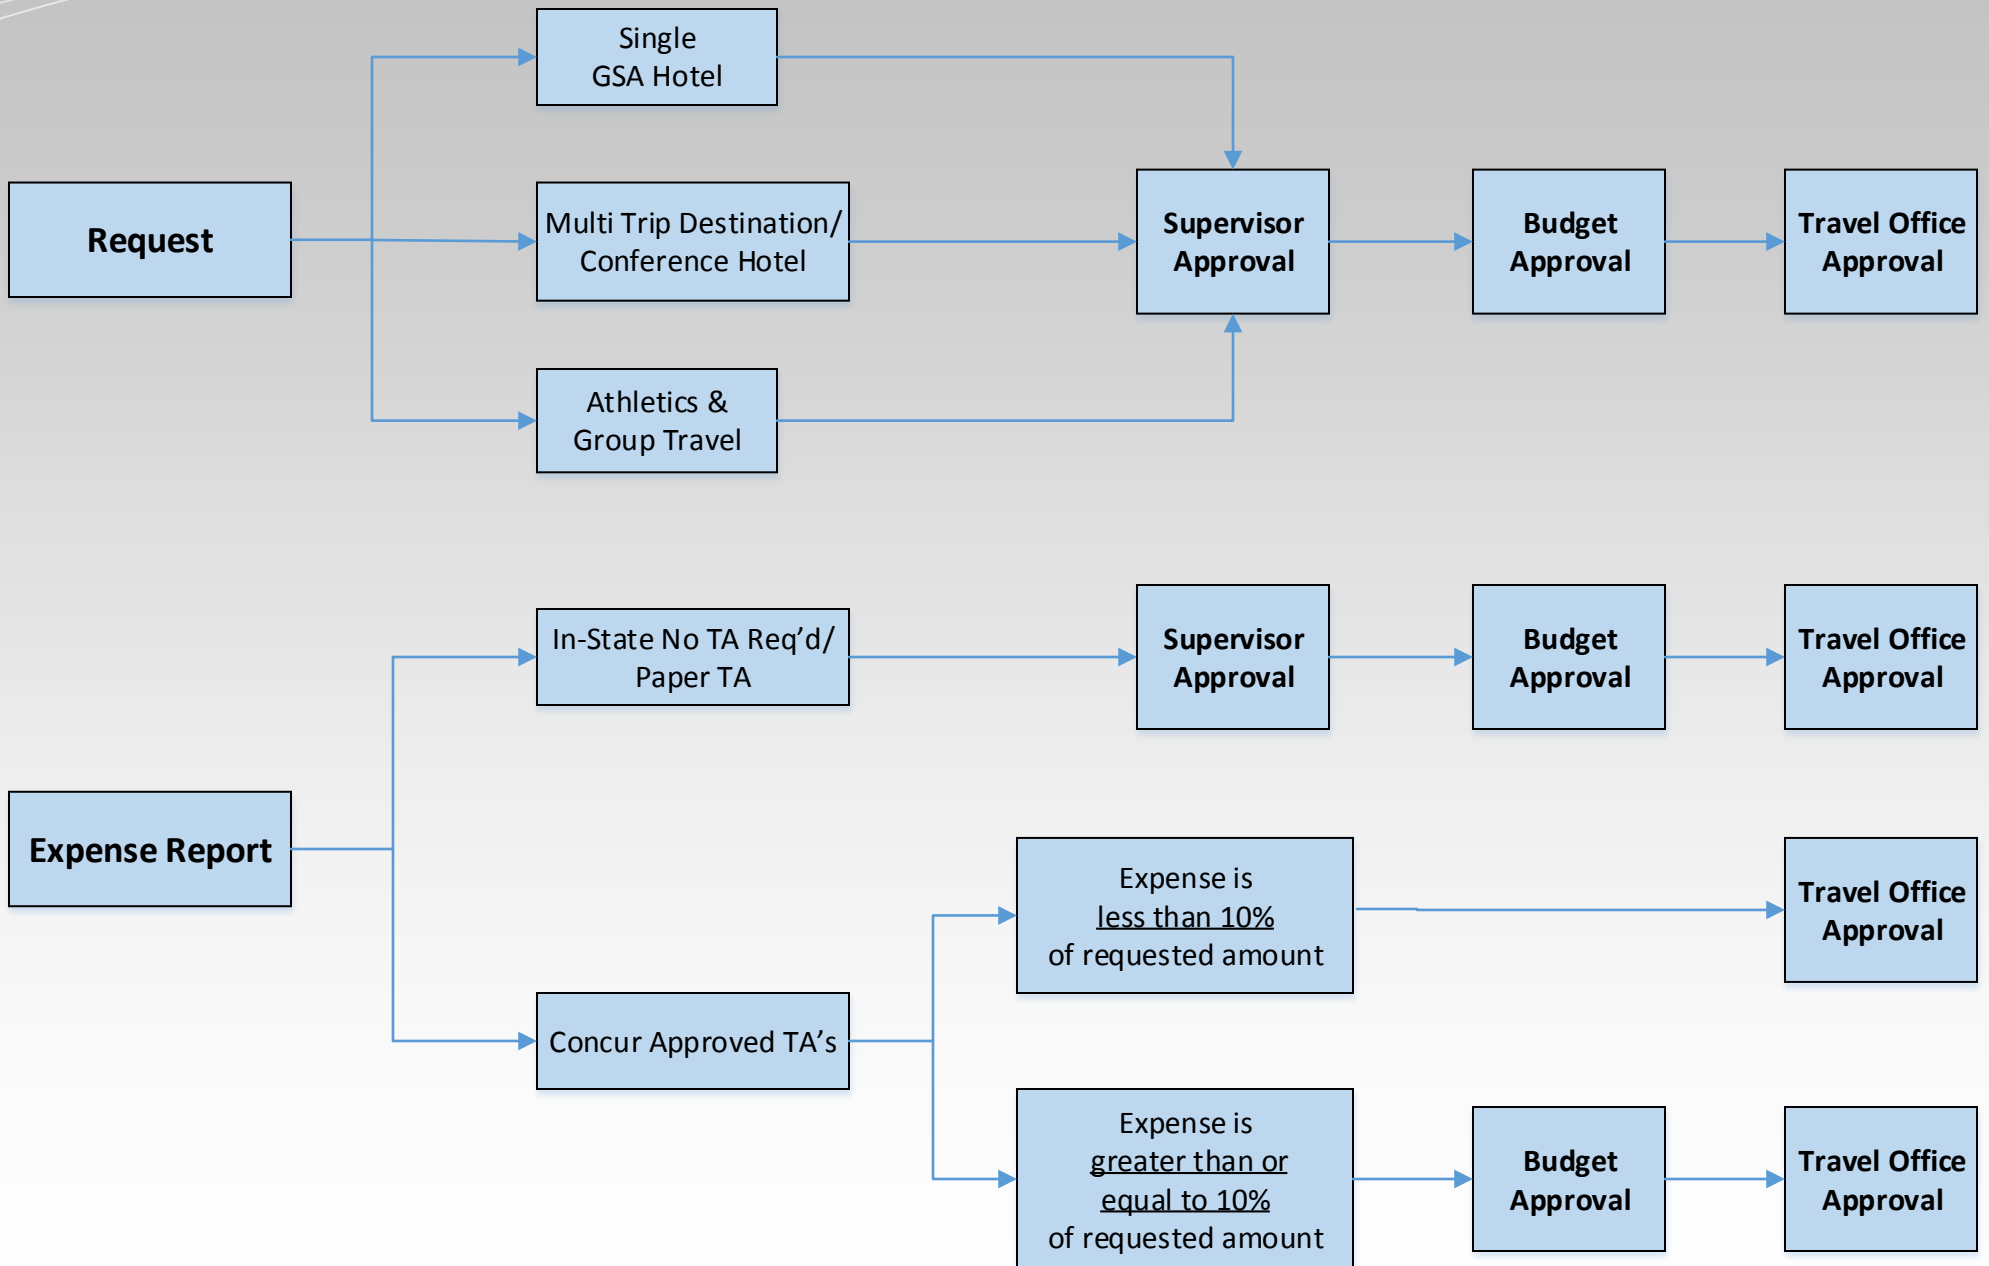 Single
GSA Hotel
Request
Multi Trip Destination/
Conference Hotel
Supervisor
Approval
Budget
Approval
Travel Office
Approval
Athletics &
Group Travel
In-State No TA Req’d/
Paper TA
Supervisor
Approval
Budget
Approval
Travel Office
Approval
Expense Report
Expense is
less than 10%
of requested amount
Travel Office
Approval
Concur Approved TA’s
Expense is
greater than or
equal to 10%
of requested amount
Budget
Approval
Travel Office
Approval